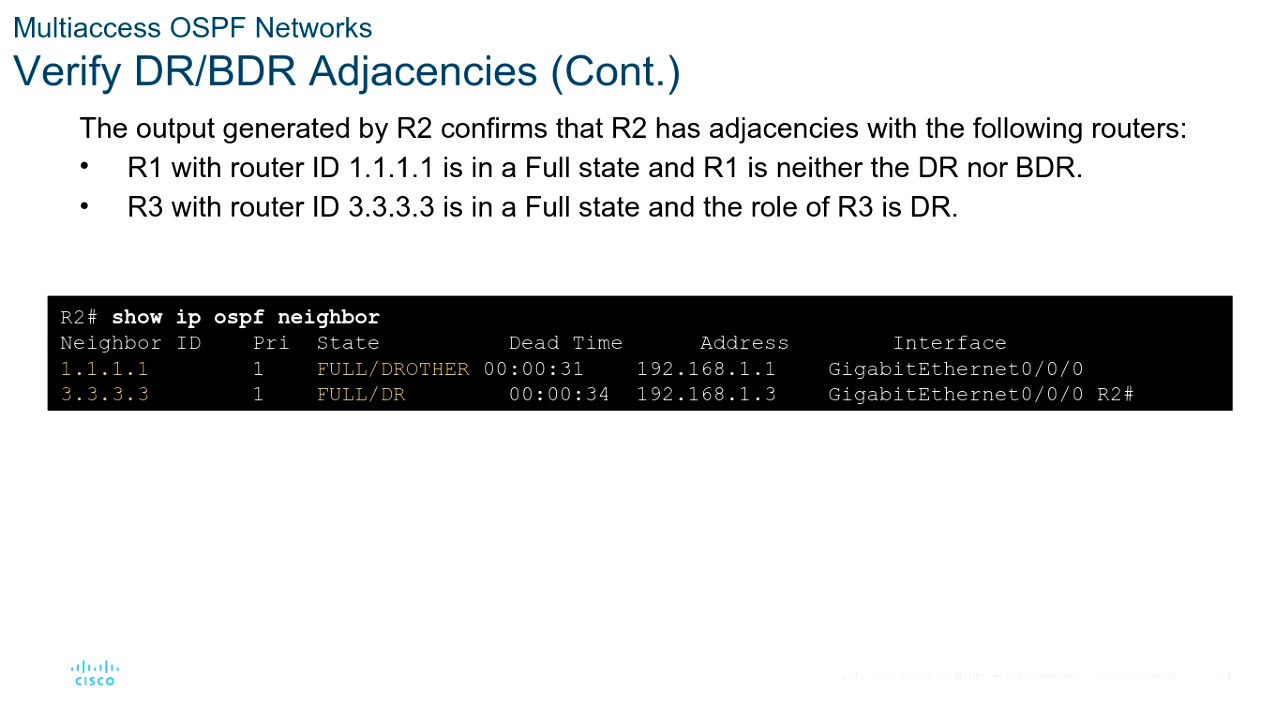 Multiaccess OSPF Networks
Verify DR/BDR Adjacencies (Cont.)
The output generated by R2 confirms that R2 has adjacencies with the following routers:
• R1 with router ID 1.1.1.1 is in a Full state and R1 is neither the DR nor BDR.
• R3 with router ID 3.3.3.3 is in a Full state and the role of R3 is DR.
R2# show ip ospf neighbor
Neighbor ID Pri State Dead Time Address Interface
1.1.1.1 1 FULL/DROTHER 00:00:31 192.168.1.1 GigabitEthernet0/0/0
3.3.3.3 1 FULL/DR 00:00:34 192.168.1.3 GigabitEthernet0/0/0 R2#
CISCO